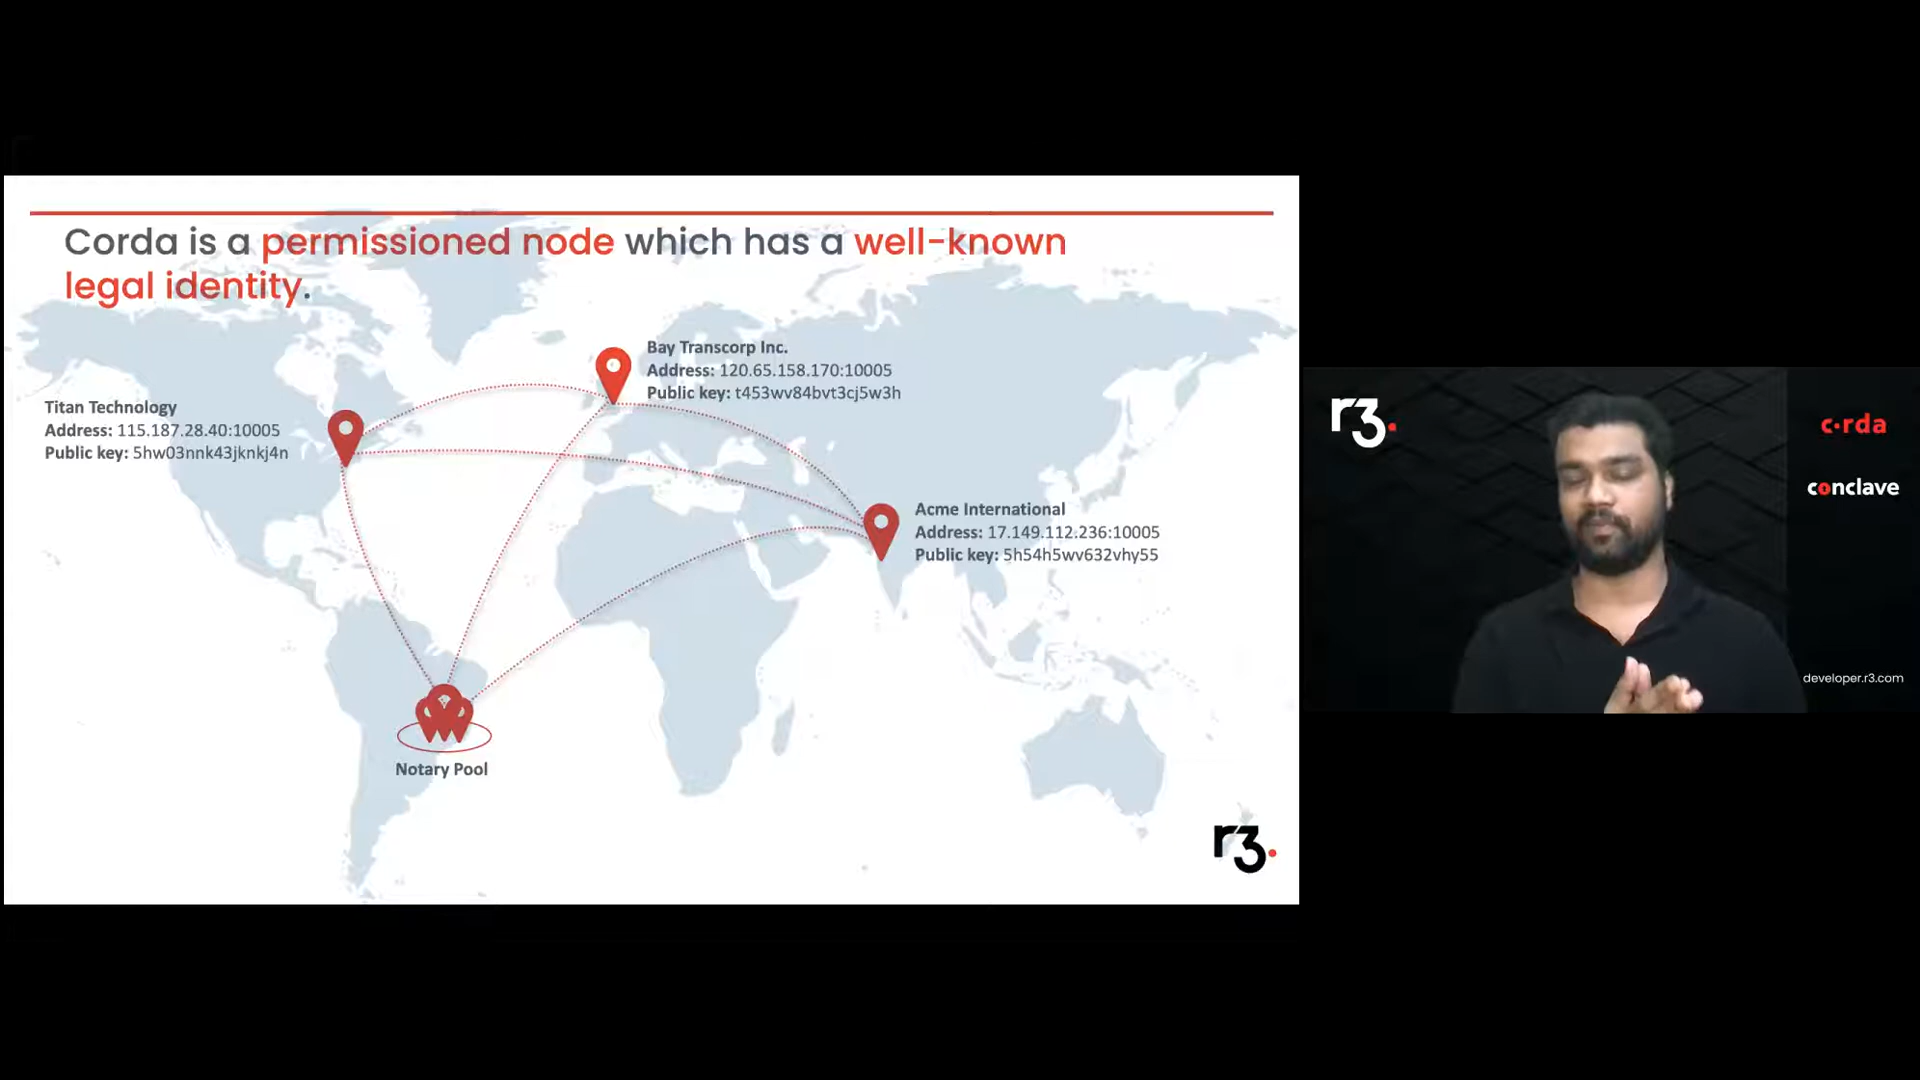 Corda is a permissioned node which has a well-known
legal identity.
Bay Transcorp Inc.
Address: 120.65.158.170:10005
Public key: t453wv84bvt3cj5w3h
Titan Technology
Address: 115.187.28.40:10005
Public key: 5hw03nnk43jknkj4n
Acme International
Address: 17.149.112.236:10005
Public key: 5h54h5wv632vhy55
Notary Pool
r3.
r3.
c·rda
conclave
developer.r3.com